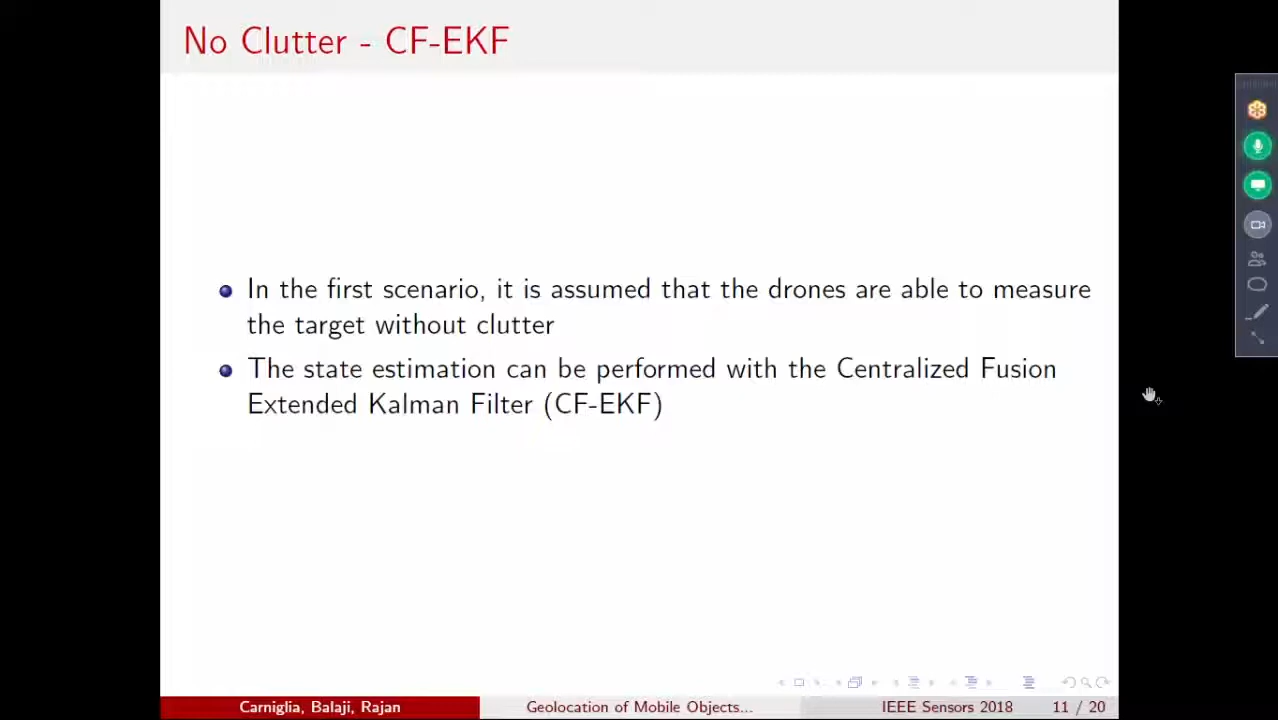 No Clutter - CF-EKF
In the first scenario, it is assumed that the drones are able to measure
the target without clutter
The state estimation can be performed with the Centralized Fusion
Extended Kalman Filter (CF-EKF)
Carniglia, Balaji, Rajan
Geolocation of Mobile Objects...
IEEE Sensors 2018
11 / 20